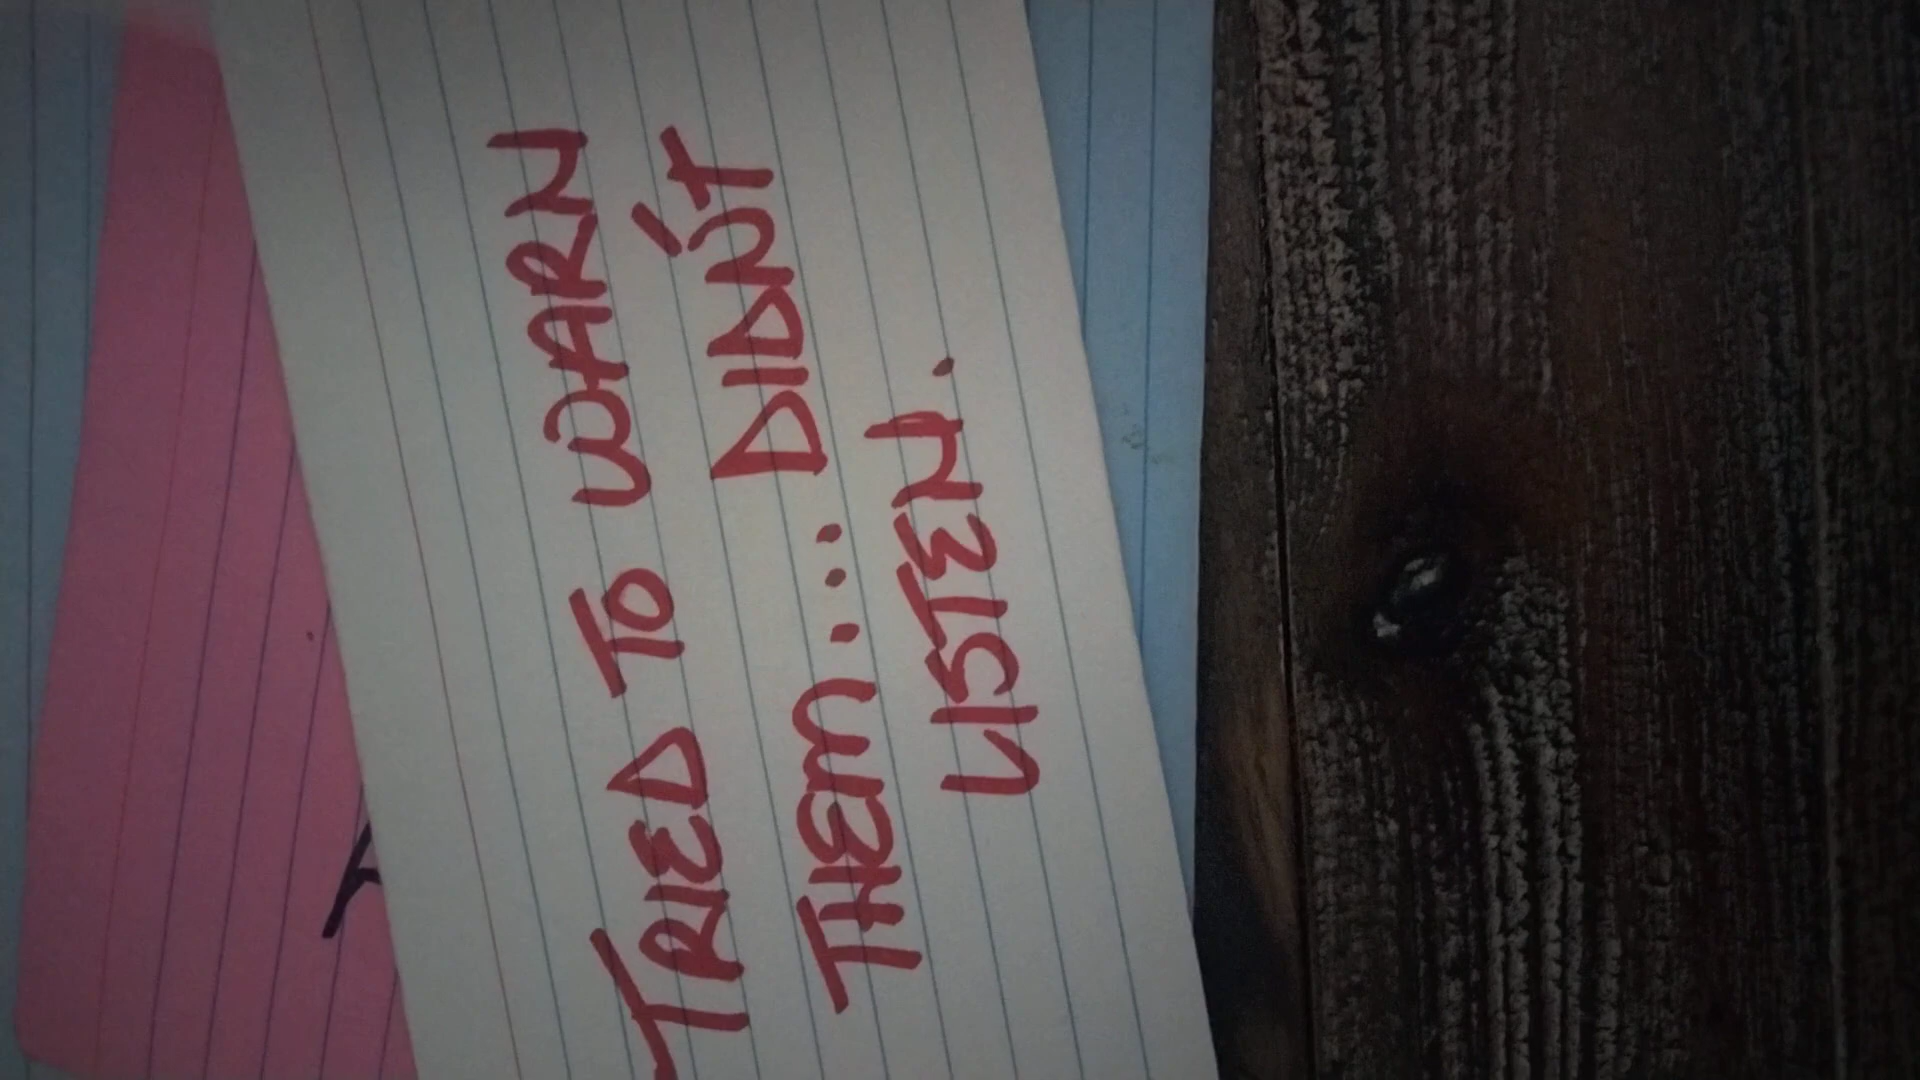 TRIED TO WARN
THEM... DIDN'T
LISTEN.
A